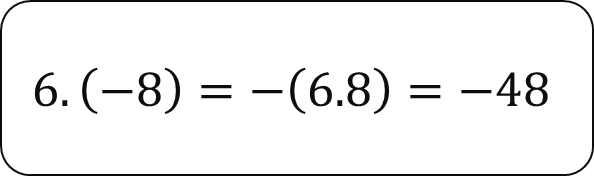 6. (−8) = −(6.8) = −48